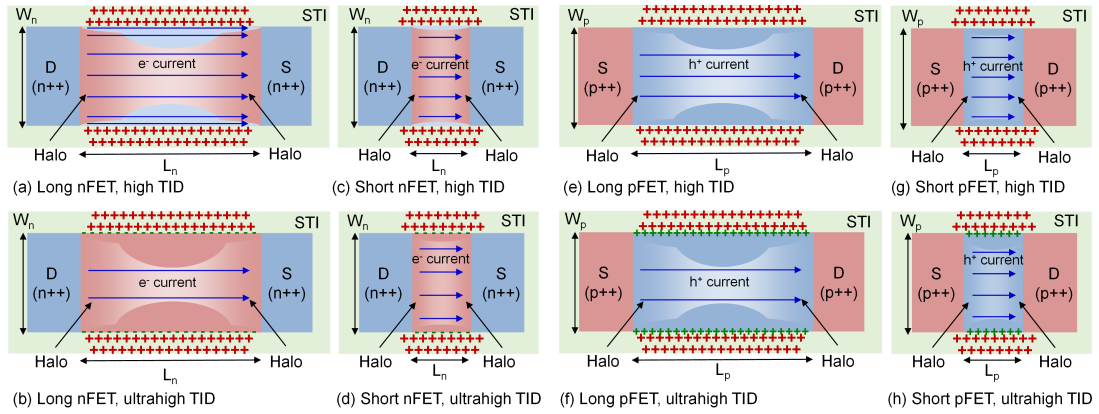 Wn STI Wn STI Wp STI Wp STI
D (n++) e- current S (n++) D (n++) e- current S (n++) S (p++) h+ current D (p++) S (p++) h+ current D (p++)
Halo Halo Halo Halo Halo Halo Halo Halo
Ln Ln Lp Lp
(a) Long nFET, high TID (c) Short nFET, high TID (e) Long pFET, high TID (g) Short pFET, high TID
Wn STI Wn STI Wp STI Wp STI
D (n++) e- current S (n++) D (n++) e- current S (n++) S (p++) h+ current D (p++) S (p++) h+ current D (p++)
Halo Halo Halo Halo Halo Halo Halo Halo
Ln Ln Lp Lp
(b) Long nFET, ultrahigh TID (d) Short nFET, ultrahigh TID (f) Long pFET, ultrahigh TID (h) Short pFET, ultrahigh TID